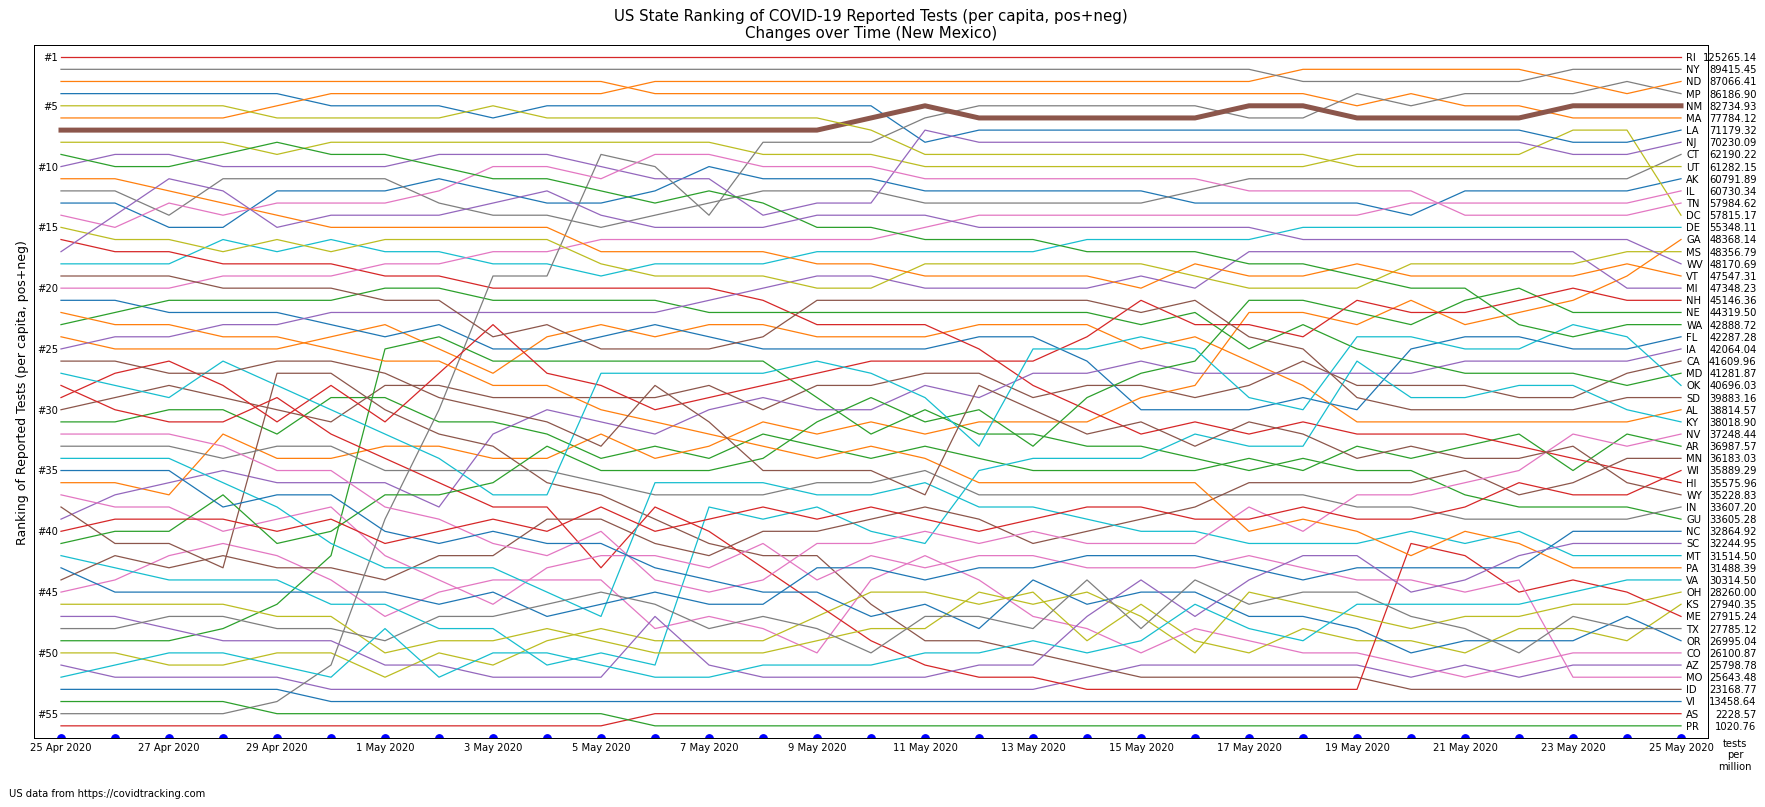 US State Ranking of COVID-19 Reported Tests (per capita, pos+neg)
Changes over Time (New Mexico)
Ranking of Reported Tests (per capita, pos+neg)
#1
#5
#10
#15
#20
#25
#30
#35
#40
#45
#50
#55
RI 125265.14
NY 89415.45
ND 87066.41
MP 86186.90
NM 82734.93
MA 77784.12
LA 71179.32
NJ 70230.09
CT 62190.22
UT 61282.15
AK 60791.89
IL 60730.34
TN 57984.62
DC 57815.17
DE 55348.11
GA 48368.14
MS 48356.79
WV 48170.69
VT 47547.31
MI 47348.23
NH 45146.36
NE 44319.50
WA 42888.72
FL 42287.28
IA 42064.04
CA 41609.96
MD 41281.87
OK 40696.03
SD 39883.16
AL 38814.57
KY 38018.90
NV 37248.44
AR 36987.57
MN 36183.03
WI 35889.29
HI 35575.96
WY 35228.83
IN 33607.20
GU 33605.28
NC 32864.92
SC 32244.95
MT 31514.50
PA 31488.39
VA 30314.50
OH 28260.00
KS 27940.35
ME 27915.24
TX 27785.12
OR 26995.04
CO 26100.87
AZ 25798.78
MO 25643.48
ID 23168.77
VI 13458.64
AS 2228.57
PR 1020.76
25 Apr 2020 27 Apr 2020 29 Apr 2020 1 May 2020 3 May 2020 5 May 2020 7 May 2020 9 May 2020 11 May 2020 13 May 2020 15 May 2020 17 May 2020 19 May 2020 21 May 2020 23 May 2020 25 May 2020
tests
per
million
US data from https://covidtracking.com